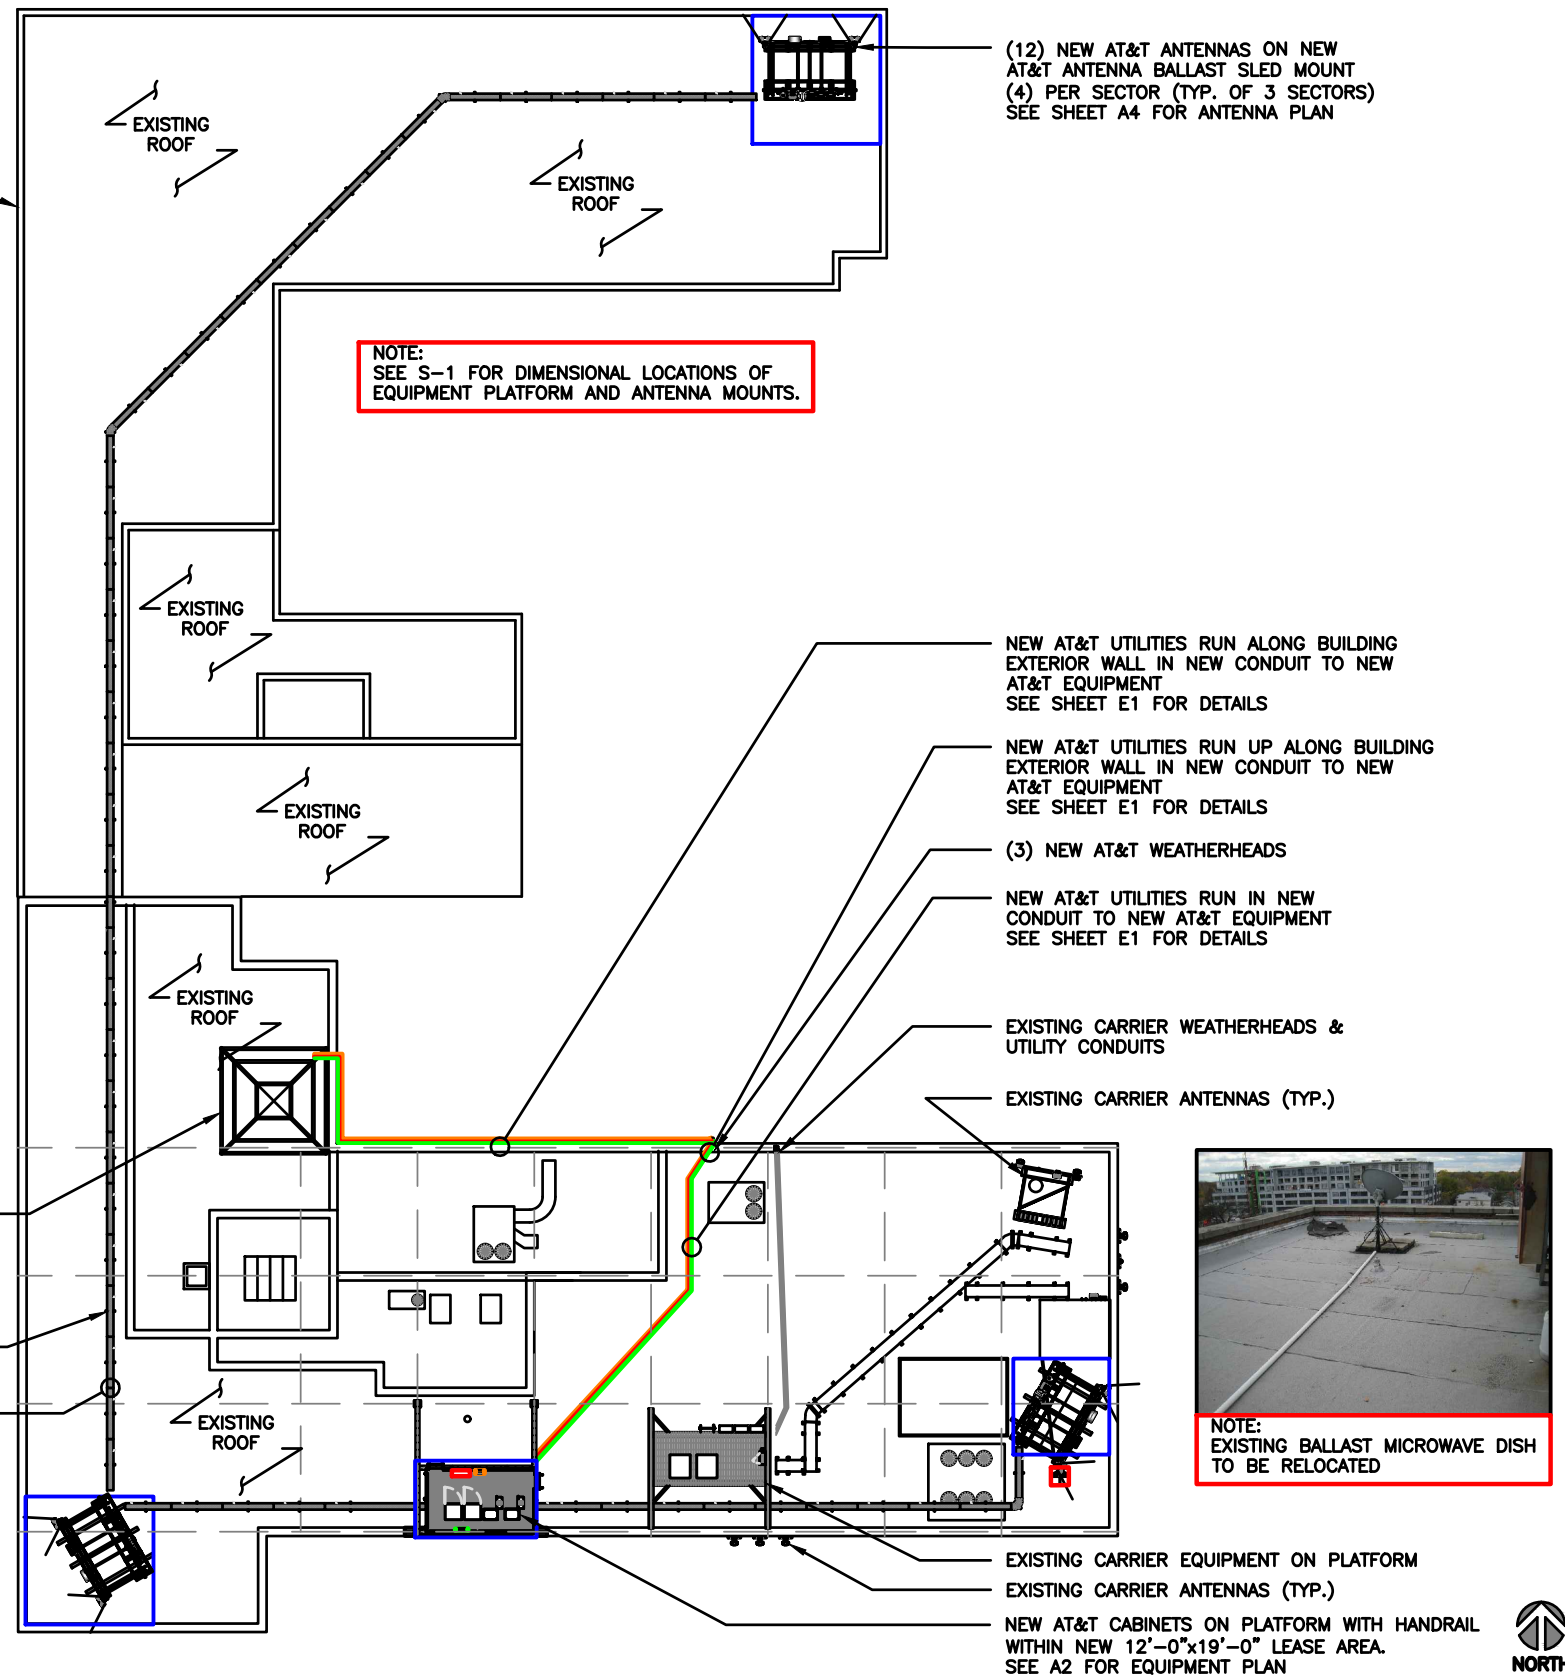 (12) NEW AT&T ANTENNAS ON NEW
AT&T ANTENNA BALLAST SLED MOUNT
(4) PER SECTOR (TYP. OF 3 SECTORS)
SEE SHEET A4 FOR ANTENNA PLAN
EXISTING
ROOF
EXISTING
ROOF
NOTE:
SEE S-1 FOR DIMENSIONAL LOCATIONS OF
EQUIPMENT PLATFORM AND ANTENNA MOUNTS.
EXISTING
ROOF
NEW AT&T UTILITIES RUN ALONG BUILDING
EXTERIOR WALL IN NEW CONDUIT TO NEW
AT&T EQUIPMENT
SEE SHEET E1 FOR DETAILS
NEW AT&T UTILITIES RUN UP ALONG BUILDING
EXTERIOR WALL IN NEW CONDUIT TO NEW
AT&T EQUIPMENT
SEE SHEET E1 FOR DETAILS
EXISTING
ROOF
(3) NEW AT&T WEATHERHEADS
NEW AT&T UTILITIES RUN IN NEW
CONDUIT TO NEW AT&T EQUIPMENT
SEE SHEET E1 FOR DETAILS
EXISTING
ROOF
EXISTING CARRIER WEATHERHEADS &
UTILITY CONDUITS
EXISTING CARRIER ANTENNAS (TYP.)
EXISTING
ROOF
NOTE:
EXISTING BALLAST MICROWAVE DISH
TO BE RELOCATED
EXISTING CARRIER EQUIPMENT ON PLATFORM
EXISTING CARRIER ANTENNAS (TYP.)
NEW AT&T CABINETS ON PLATFORM WITH HANDRAIL
WITHIN NEW 12'-0"x19'-0" LEASE AREA.
SEE A2 FOR EQUIPMENT PLAN
NORTH